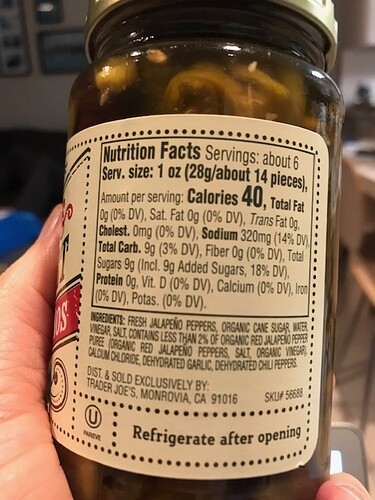 Nutrition Facts Servings: about 6
Serv. size: 1 oz (28g/about 14 pieces),
Amount per serving: Calories 40, Total Fat
0g (0% DV), Sat. Fat 0g (0% DV), Trans Fat 0g,
Cholest. 0mg (0% DV), Sodium 320mg (14% DV),
Total Carb. 9g (3% DV), Fiber 0g (0% DV), Total
Sugars 9g (Incl. 9g Added Sugars, 18% DV),
Protein 0g, Vit. D (0% DV), Calcium (0% DV), Iron
(0% DV), Potas. (0% DV).
INGREDIENTS: FRESH JALAPEÑO PEPPERS, ORGANIC CANE SUGAR, WATER,
VINEGAR, SALT, CONTAINS LESS THAN 2% OF ORGANIC RED JALAPEÑO PEPPER
PUREE (ORGANIC RED JALAPEÑO PEPPERS, SALT, ORGANIC VINEGAR),
CALCIUM CHLORIDE, DEHYDRATED GARLIC, DEHYDRATED CHILI PEPPERS.
DIST. & SOLD EXCLUSIVELY BY:
TRADER JOE'S, MONROVIA, CA 91016
SKU# 56688
U
PAREVE
Refrigerate after opening